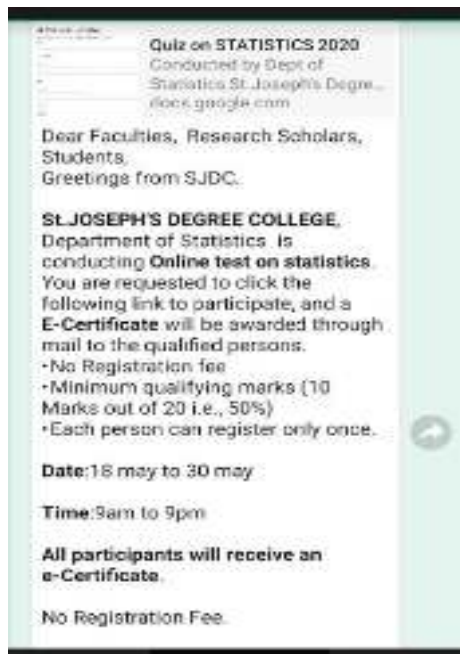 Quiz on STATISTICS 2020
Conducted by Dept of
Statistics St.Joseph's Degre...
docs.google.com
Dear Faculties, Research Scholars,
Students,
Greetings from SJDC.
St.JOSEPH'S DEGREE COLLEGE,
Department of Statistics is
conducting Online test on statistics.
You are requested to click the
following link to participate, and a
E-Certificate will be awarded through
mail to the qualified persons.
•No Registration fee
•Minimum qualifying marks (10
Marks out of 20 i.e., 50%)
•Each person can register only once.
Date:18 may to 30 may
Time:9am to 9pm
All participants will receive an
e-Certificate.
No Registration Fee.